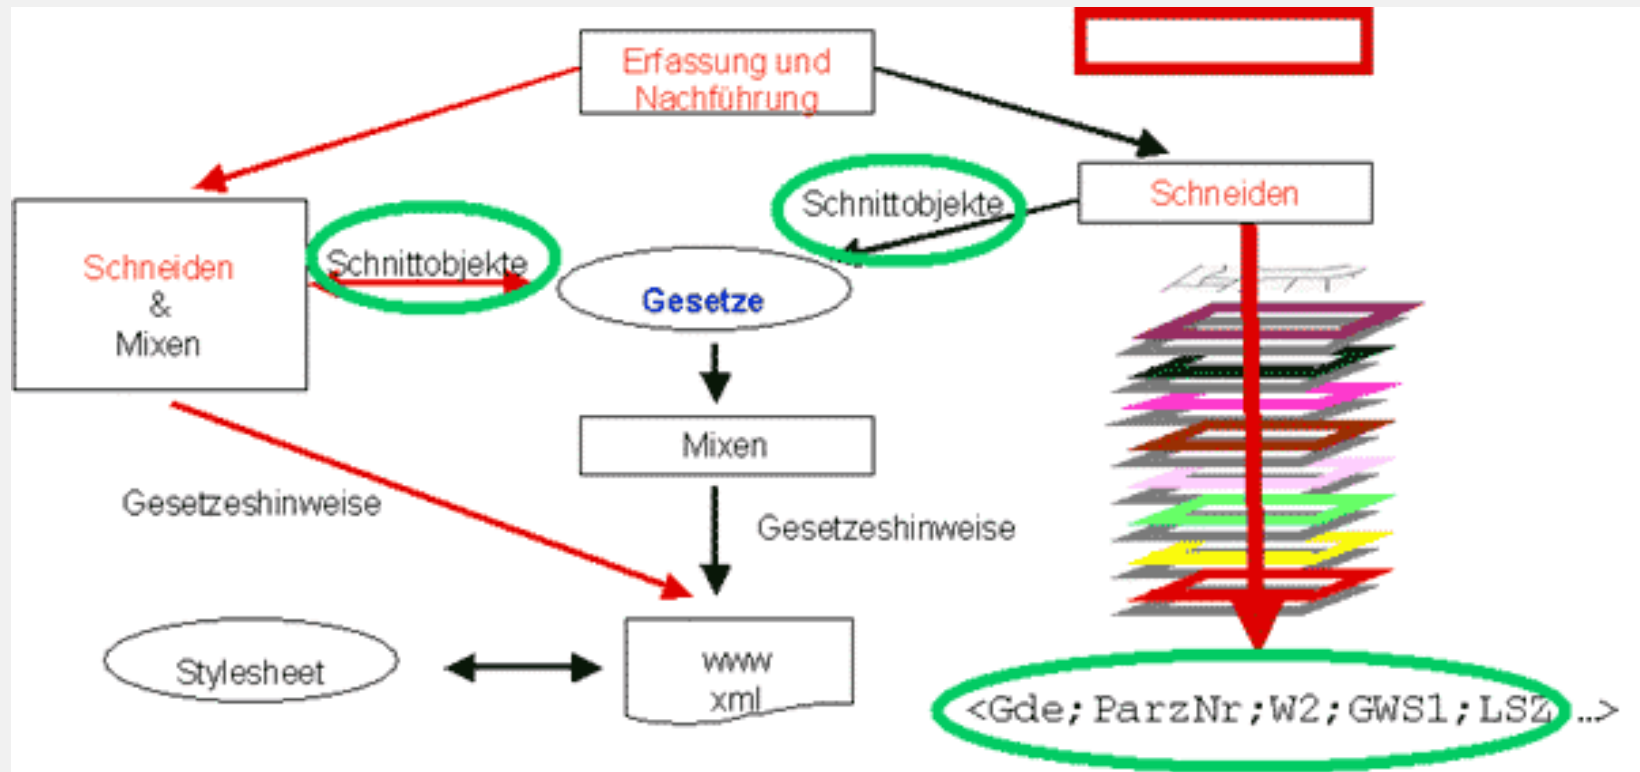 Erfassung und
Nachführung
Schneiden
Schnittobjekte
Schneiden
&
Mixen
Schnittobjekte
Gesetze
Mixen
Gesetzeshinweise
Gesetzeshinweise
Stylesheet
www
xml
<Gde;ParzNr;W2;GWS1;LSZ ...>